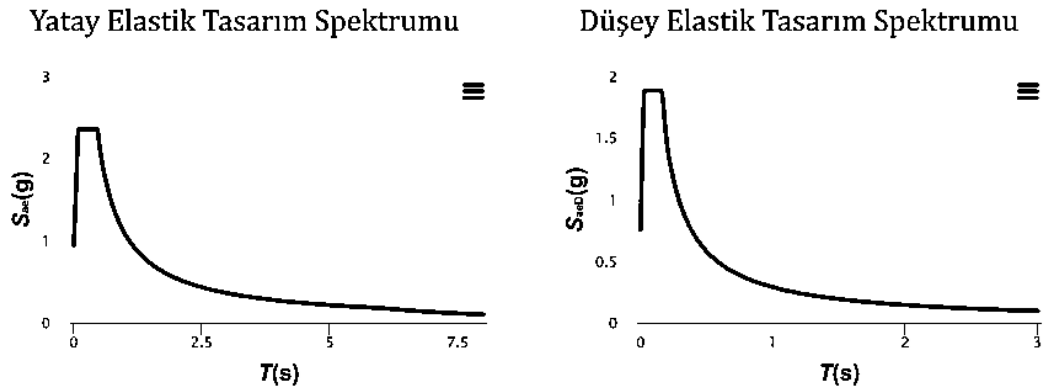 Yatay Elastik Tasarım Spektrumu
3
2
1
0
Sae(g)
0
2.5
5
7.5
T(s)
Düşey Elastik Tasarım Spektrumu
2
1.5
1
0.5
0
SaeD(g)
0
1
2
3
T(s)